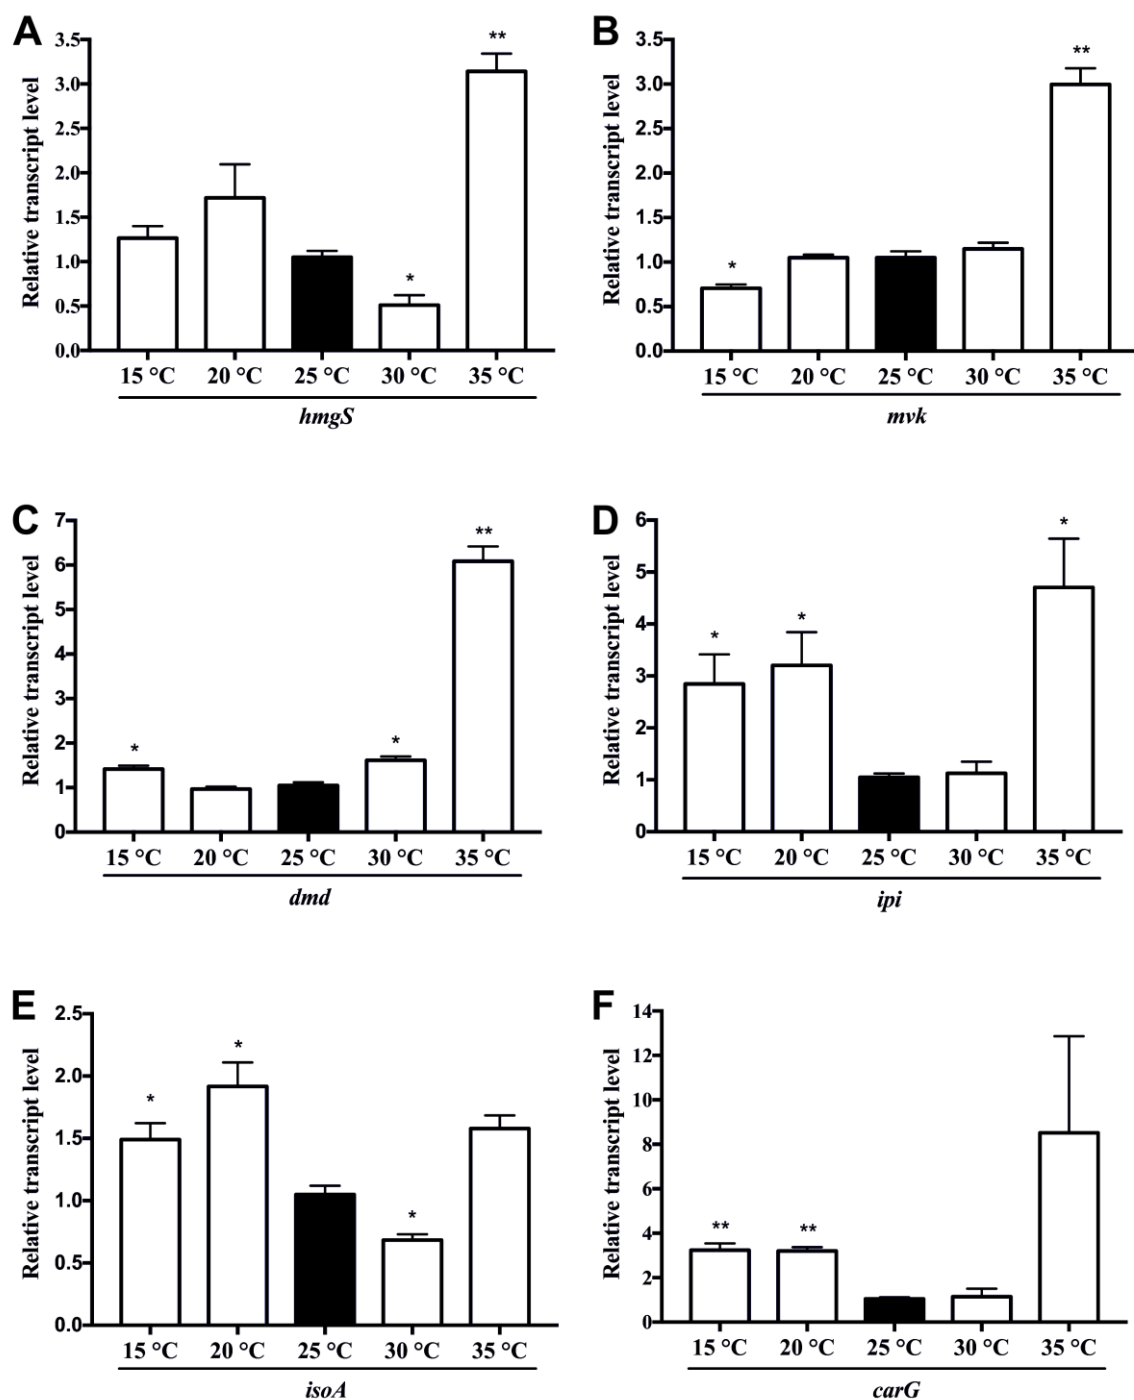 A
Relative transcript level
3.5
3.0
2.5
2.0
1.5
1.0
0.5
0.0
**
*
15 °C 20 °C 25 °C 30 °C 35 °C
hmgS
B
Relative transcript level
3.5
3.0
2.5
2.0
1.5
1.0
0.5
0.0
**
*
15 °C 20 °C 25 °C 30 °C 35 °C
mvk
C
Relative transcript level
7
6
5
4
3
2
1
0
**
* *
15 °C 20 °C 25 °C 30 °C 35 °C
dmd
D
Relative transcript level
6
5
4
3
2
1
0
*
*
*
15 °C 20 °C 25 °C 30 °C 35 °C
ipi
E
Relative transcript level
2.5
2.0
1.5
1.0
0.5
0.0
*
*
*
15 °C 20 °C 25 °C 30 °C 35 °C
isoA
F
Relative transcript level
14
12
10
8
6
4
2
0
** **
15 °C 20 °C 25 °C 30 °C 35 °C
carG